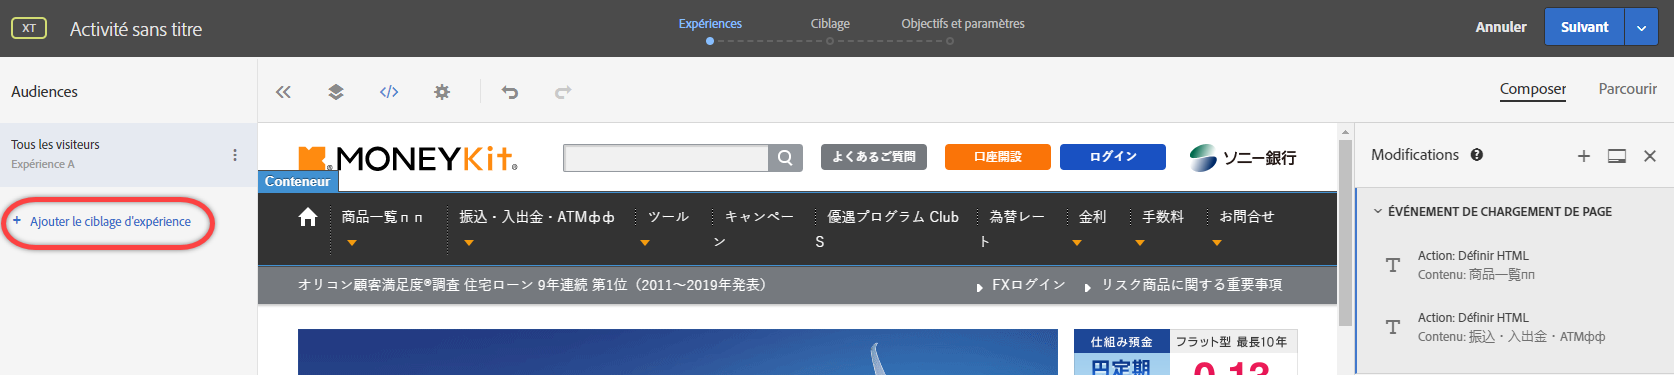 XT Activité sans titre
Expériences Ciblage Objectifs et paramètres
Annuler Suivant
Audiences
Composer Parcourir
Tous les visiteurs
Expérience A
+ Ajouter le ciblage d'expérience
MONEYKit
よくあるご質問 口座開設 ログイン ソニー銀行
Conteneur
商品一覧пп 振込・入出金・ATMфф ツール キャンペーン 優遇プログラム Club S 為替レート 金利 手数料 お問合せ
オリコン顧客満足度®調査 住宅ローン 9年連続 第1位（2011～2019年発表） FXログイン リスク商品に関する重要事項
仕組み預金 フラット型 最長10年
円定期 0.13
Modifications
ÉVÉNEMENT DE CHARGEMENT DE PAGE
Action: Définir HTML
Contenu: 商品一覧пп
Action: Définir HTML
Contenu: 振込・入出金・ATMфф